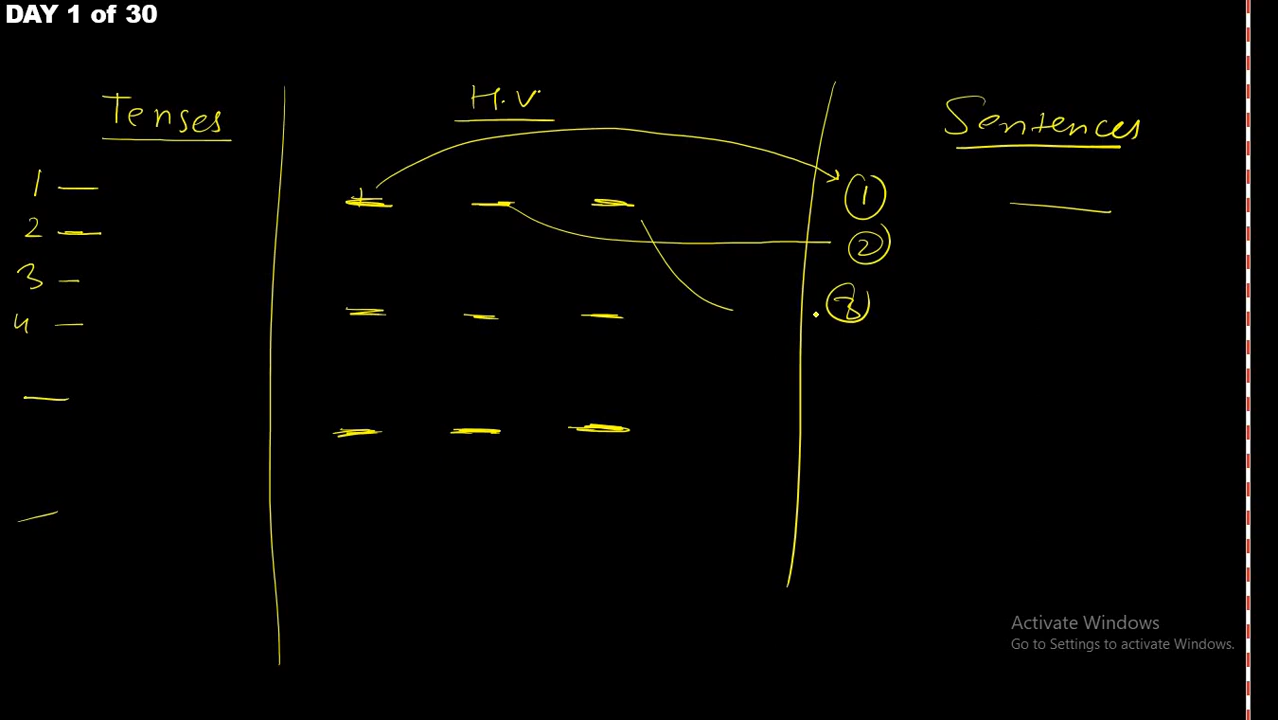 DAY 1 of 30
Tenses
H.V.
Sentences
1 —
2 —
3 —
4 —
①
②
③
Activate Windows
Go to Settings to activate Windows.